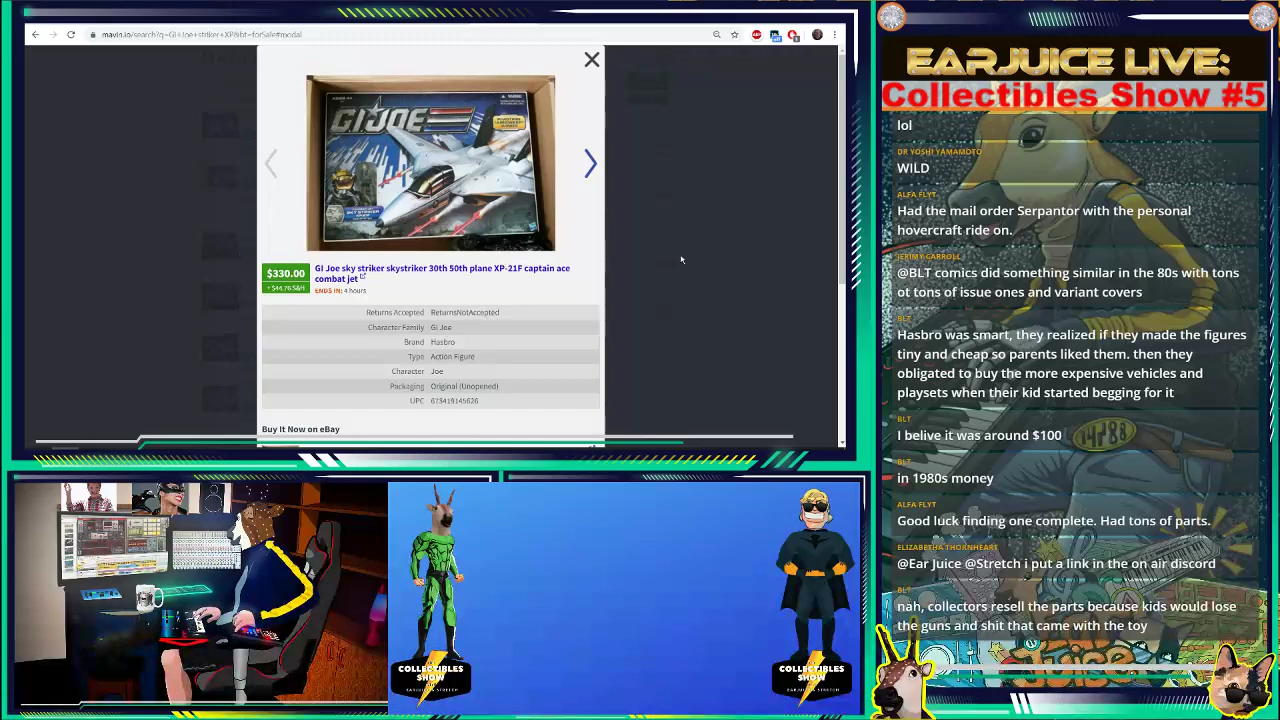 mavin.io/search?q=GI+Joe+striker+XP&bt=forSale#modal
GI JOE
$330.00
+ $44.76 S&H
GI Joe sky striker skystriker 30th 50th plane XP-21F captain ace
combat jet
ENDS IN: 4 hours
Returns Accepted ReturnsNotAccepted
Character Family Gi Joe
Brand Hasbro
Type Action Figure
Character Joe
Packaging Original (Unopened)
UPC 673419145626
Buy It Now on eBay
COLLECTIBLES
SHOW
EARJUICE & STRETCH
COLLECTIBLES
SHOW
EARJUICE & STRETCH
EARJUICE LIVE:
Collectibles Show #5
lol
DR YOSHI YAMAMOTO
WILD
ALFA FLYT
Had the mail order Serpantor with the personal
hovercraft ride on.
JERIMY CARROLL
@BLT comics did something similar in the 80s with tons
ot tons of issue ones and variant covers
BLT
Hasbro was smart, they realized if they made the figures
tiny and cheap so parents liked them. then they
obligated to buy the more expensive vehicles and
playsets when their kid started begging for it
BLT
I belive it was around $100
BLT
in 1980s money
ALFA FLYT
Good luck finding one complete. Had tons of parts.
ELIZABETHA THORNHEART
@Ear Juice @Stretch i put a link in the on air discord
BLT
nah, collectors resell the parts because kids would lose
the guns and shit that came with the toy